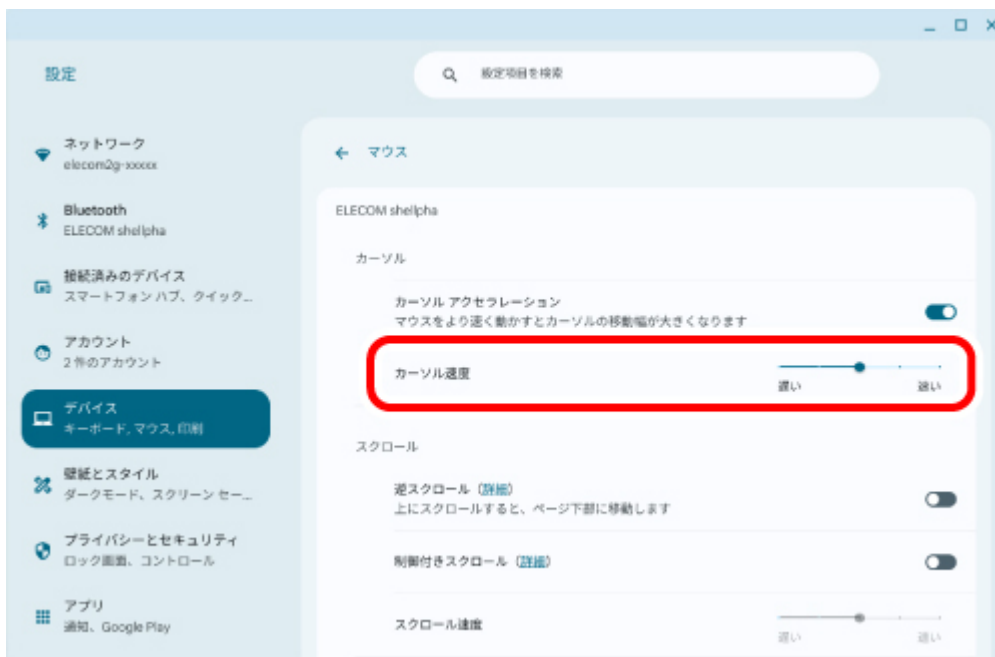 設定
設定項目を検索
ネットワーク
elecom2g-xxxxx
Bluetooth
ELECOM shellpha
接続済みのデバイス
スマートフォン ハブ、クイック...
アカウント
2 件のアカウント
デバイス
キーボード, マウス, 印刷
壁紙とスタイル
ダークモード、スクリーン セー...
プライバシーとセキュリティ
ロック画面、コントロール
アプリ
通知、Google Play
マウス
ELECOM shellpha
カーソル
カーソル アクセラレーション
マウスをより速く動かすとカーソルの移動幅が大きくなります
カーソル速度
遅い
速い
スクロール
逆スクロール（詳細）
上にスクロールすると、ページ下部に移動します
制御付きスクロール（詳細）
スクロール速度
遅い
速い